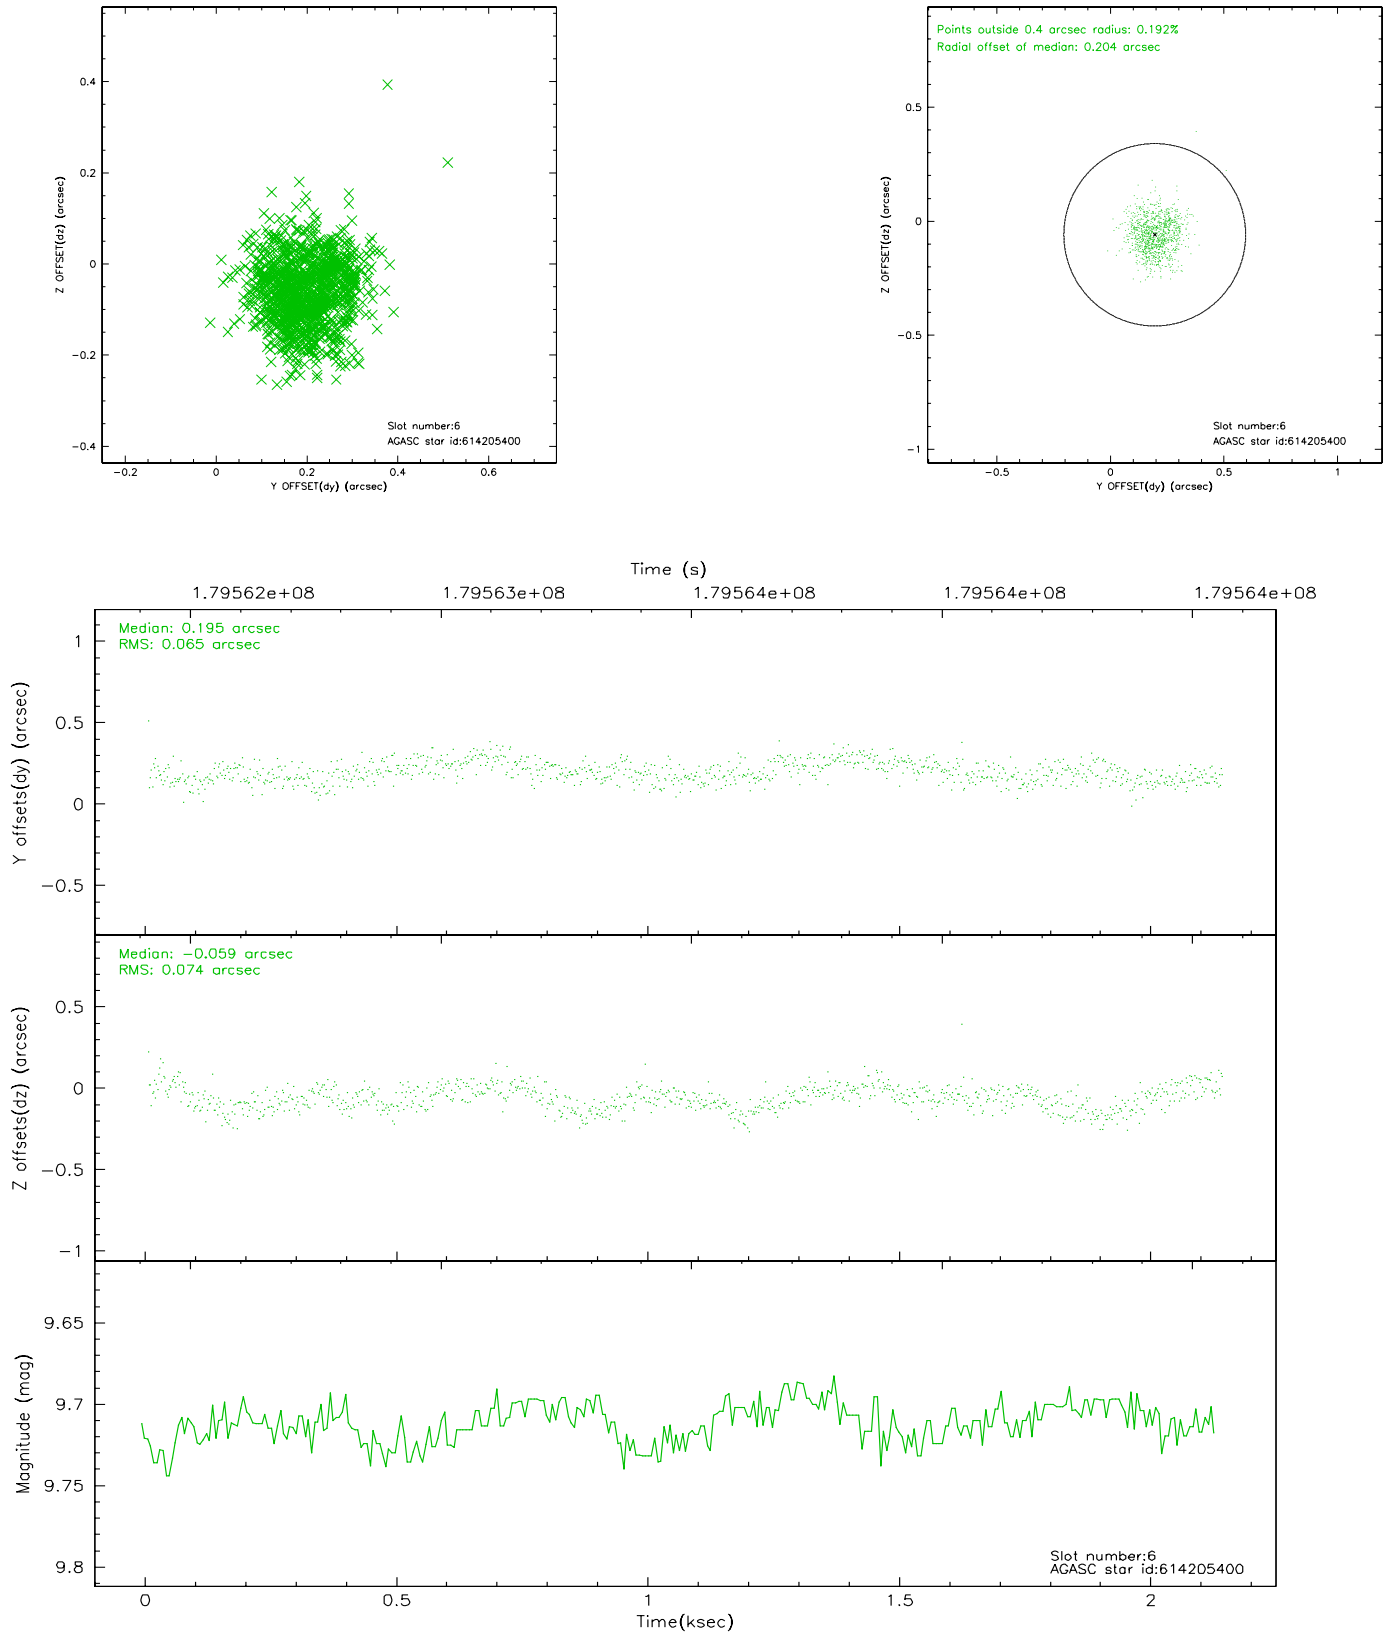 0.4
0.2
0
−0.2
−0.4
Z OFFSET(dz) (arcsec)
Slot number:6
AGASC star id:614205400
−0.2
0
0.2
0.4
0.6
Y OFFSET(dy) (arcsec)
Points outside 0.4 arcsec radius: 0.192%
Radial offset of median: 0.204 arcsec
0.5
0
−0.5
−1
Z OFFSET(dz) (arcsec)
Slot number:6
AGASC star id:614205400
−0.5
0
0.5
1
Y OFFSET(dy) (arcsec)
Time (s)
1.79562e+08
1.79563e+08
1.79564e+08
1.79564e+08
1.79564e+08
Median: 0.195 arcsec
RMS: 0.065 arcsec
1
0.5
0
−0.5
Y offsets(dy) (arcsec)
Median: −0.059 arcsec
RMS: 0.074 arcsec
0.5
0
−0.5
−1
Z offsets(dz) (arcsec)
9.65
9.7
9.75
9.8
Magnitude (mag)
Slot number:6
AGASC star id:614205400
0
0.5
1
1.5
2
Time(ksec)